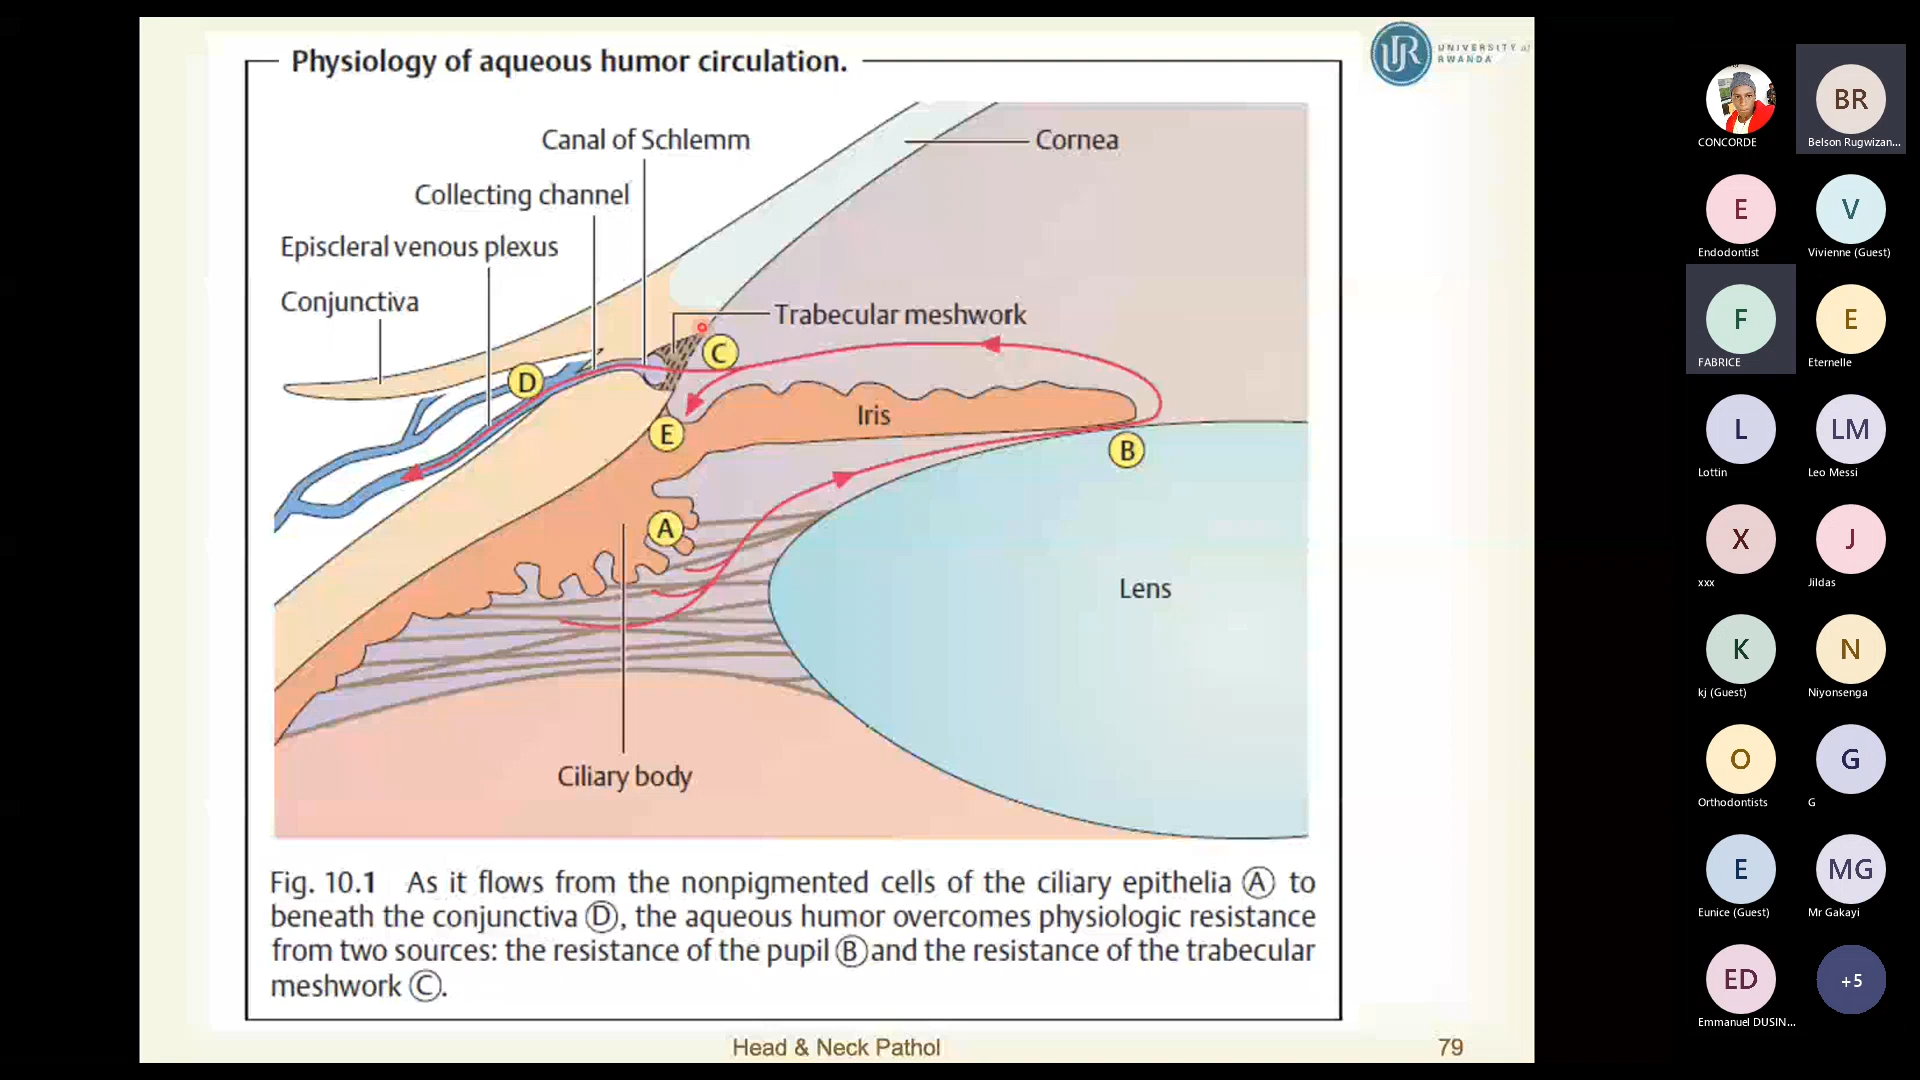 Physiology of aqueous humor circulation.
UNIVERSITY of
RWANDA
Canal of Schlemm
Cornea
Collecting channel
Episcleral venous plexus
Conjunctiva
Trabecular meshwork
C
D
Iris
E
B
A
Lens
Ciliary body
Fig. 10.1 As it flows from the nonpigmented cells of the ciliary epithelia Ⓐ to
beneath the conjunctiva Ⓓ, the aqueous humor overcomes physiologic resistance
from two sources: the resistance of the pupil Ⓑ and the resistance of the trabecular
meshwork Ⓒ.
Head & Neck Pathol
79
CONCORDE
BR
Belson Rugwizan...
E
Endodontist
V
Vivienne (Guest)
F
FABRICE
E
Eternelle
L
Lottin
LM
Leo Messi
X
xxx
J
Jildas
K
kj (Guest)
N
Niyonsenga
O
Orthodontists
G
G
E
Eunice (Guest)
MG
Mr Gakayi
ED
Emmanuel DUSIN...
+5